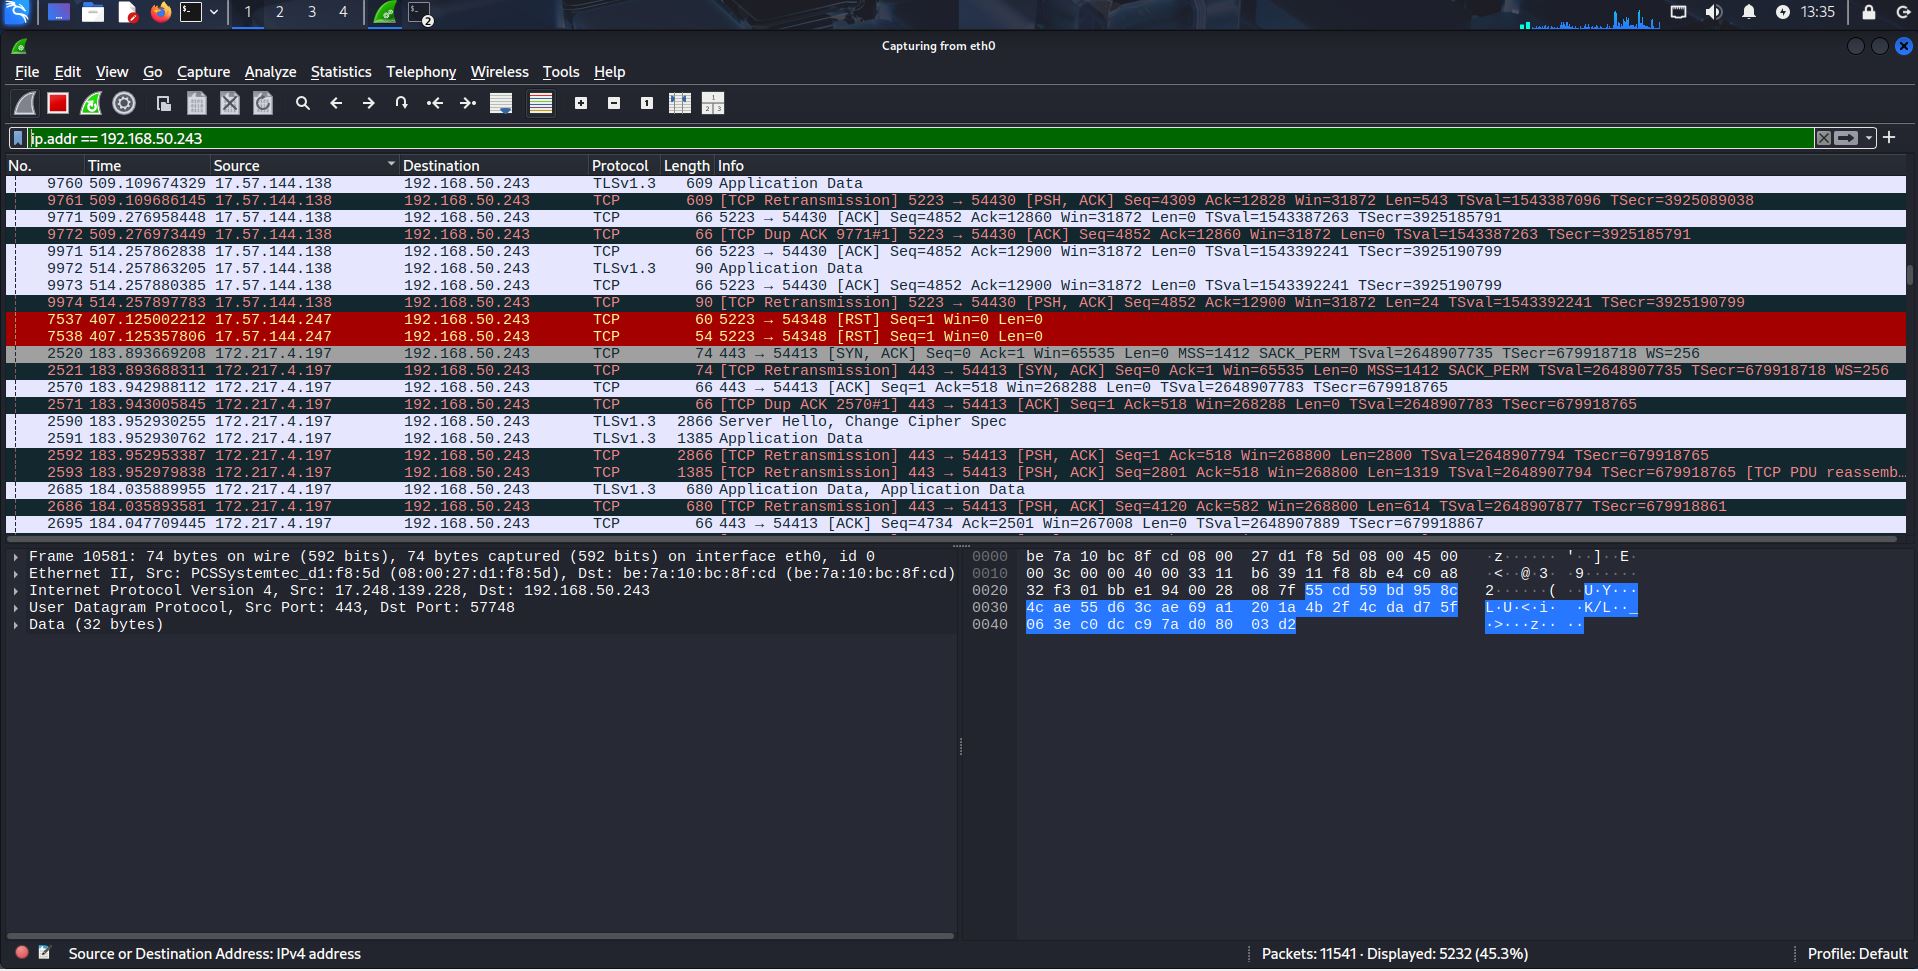 1 2 3 4 2 13:35
Capturing from eth0
File Edit View Go Capture Analyze Statistics Telephony Wireless Tools Help
ip.addr == 192.168.50.243
No. Time Source Destination Protocol Length Info
9760 509.109674329 17.57.144.138 192.168.50.243 TLSv1.3 609 Application Data
9761 509.109686145 17.57.144.138 192.168.50.243 TCP 609 [TCP Retransmission] 5223 → 54430 [PSH, ACK] Seq=4309 Ack=12828 Win=31872 Len=543 TSval=1543387096 TSecr=3925089038
9771 509.276958448 17.57.144.138 192.168.50.243 TCP 66 5223 → 54430 [ACK] Seq=4852 Ack=12860 Win=31872 Len=0 TSval=1543387263 TSecr=3925185791
9772 509.276973449 17.57.144.138 192.168.50.243 TCP 66 [TCP Dup ACK 9771#1] 5223 → 54430 [ACK] Seq=4852 Ack=12860 Win=31872 Len=0 TSval=1543387263 TSecr=3925185791
9971 514.257862838 17.57.144.138 192.168.50.243 TCP 66 5223 → 54430 [ACK] Seq=4852 Ack=12900 Win=31872 Len=0 TSval=1543392241 TSecr=3925190799
9972 514.257863205 17.57.144.138 192.168.50.243 TLSv1.3 90 Application Data
9973 514.257880385 17.57.144.138 192.168.50.243 TCP 66 5223 → 54430 [ACK] Seq=4852 Ack=12900 Win=31872 Len=0 TSval=1543392241 TSecr=3925190799
9974 514.257897783 17.57.144.138 192.168.50.243 TCP 90 [TCP Retransmission] 5223 → 54430 [PSH, ACK] Seq=4852 Ack=12900 Win=31872 Len=24 TSval=1543392241 TSecr=3925190799
7537 407.125002212 17.57.144.247 192.168.50.243 TCP 60 5223 → 54348 [RST] Seq=1 Win=0 Len=0
7538 407.125357806 17.57.144.247 192.168.50.243 TCP 54 5223 → 54348 [RST] Seq=1 Win=0 Len=0
2520 183.893669208 172.217.4.197 192.168.50.243 TCP 74 443 → 54413 [SYN, ACK] Seq=0 Ack=1 Win=65535 Len=0 MSS=1412 SACK_PERM TSval=2648907735 TSecr=679918718 WS=256
2521 183.893688311 172.217.4.197 192.168.50.243 TCP 74 [TCP Retransmission] 443 → 54413 [SYN, ACK] Seq=0 Ack=1 Win=65535 Len=0 MSS=1412 SACK_PERM TSval=2648907735 TSecr=679918718 WS=256
2570 183.942988112 172.217.4.197 192.168.50.243 TCP 66 443 → 54413 [ACK] Seq=1 Ack=518 Win=268288 Len=0 TSval=2648907783 TSecr=679918765
2571 183.943005845 172.217.4.197 192.168.50.243 TCP 66 [TCP Dup ACK 2570#1] 443 → 54413 [ACK] Seq=1 Ack=518 Win=268288 Len=0 TSval=2648907783 TSecr=679918765
2590 183.952930255 172.217.4.197 192.168.50.243 TLSv1.3 2866 Server Hello, Change Cipher Spec
2591 183.952930762 172.217.4.197 192.168.50.243 TLSv1.3 1385 Application Data
2592 183.952953387 172.217.4.197 192.168.50.243 TCP 2866 [TCP Retransmission] 443 → 54413 [PSH, ACK] Seq=1 Ack=518 Win=268800 Len=2800 TSval=2648907794 TSecr=679918765
2593 183.952979838 172.217.4.197 192.168.50.243 TCP 1385 [TCP Retransmission] 443 → 54413 [PSH, ACK] Seq=2801 Ack=518 Win=268800 Len=1319 TSval=2648907794 TSecr=679918765 [TCP PDU reassemb…
2685 184.035889955 172.217.4.197 192.168.50.243 TLSv1.3 680 Application Data, Application Data
2686 184.035893581 172.217.4.197 192.168.50.243 TCP 680 [TCP Retransmission] 443 → 54413 [PSH, ACK] Seq=4120 Ack=582 Win=268800 Len=614 TSval=2648907877 TSecr=679918861
2695 184.047709445 172.217.4.197 192.168.50.243 TCP 66 443 → 54413 [ACK] Seq=4734 Ack=2501 Win=267008 Len=0 TSval=2648907889 TSecr=679918867
Frame 10581: 74 bytes on wire (592 bits), 74 bytes captured (592 bits) on interface eth0, id 0
Ethernet II, Src: PCSSystemtec_d1:f8:5d (08:00:27:d1:f8:5d), Dst: be:7a:10:bc:8f:cd (be:7a:10:bc:8f:cd)
Internet Protocol Version 4, Src: 17.248.139.228, Dst: 192.168.50.243
User Datagram Protocol, Src Port: 443, Dst Port: 57748
Data (32 bytes)
0000 be 7a 10 bc 8f cd 08 00 27 d1 f8 5d 08 00 45 00 ·z······ '··]··E·
0010 00 3c 00 00 40 00 33 11 b6 39 11 f8 8b e4 c0 a8 ·<··@·3· ·9······
0020 32 f3 01 bb e1 94 00 28 08 7f 55 cd 59 bd 95 8c 2······( ··U·Y···
0030 4c ae 55 d6 3c ae 69 a1 20 1a 4b 2f 4c da d7 5f L·U·<·i· ·K/L··_
0040 06 3e c0 dc c9 7a d0 80 03 d2 ·>···z·· ··
Source or Destination Address: IPv4 address
Packets: 11541 · Displayed: 5232 (45.3%)
Profile: Default